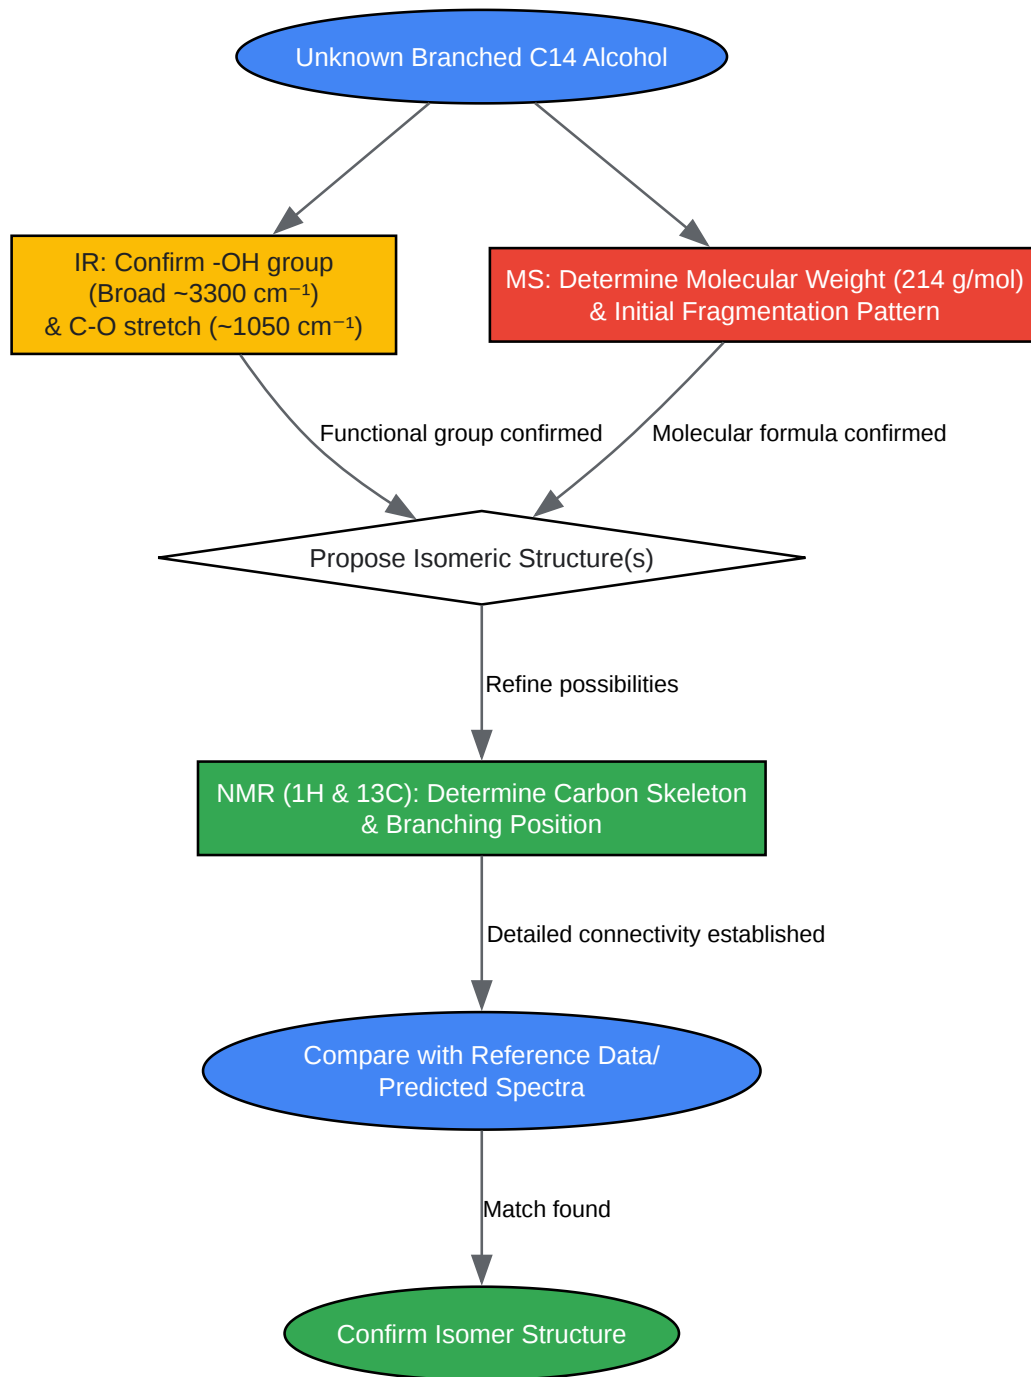 Unknown Branched C14 Alcohol
IR: Confirm -OH group
(Broad ~3300 cm⁻¹)
& C-O stretch (~1050 cm⁻¹)
MS: Determine Molecular Weight (214 g/mol)
& Initial Fragmentation Pattern
Functional group confirmed
Molecular formula confirmed
Propose Isomeric Structure(s)
Refine possibilities
NMR (1H & 13C): Determine Carbon Skeleton
& Branching Position
Detailed connectivity established
Compare with Reference Data/
Predicted Spectra
Match found
Confirm Isomer Structure